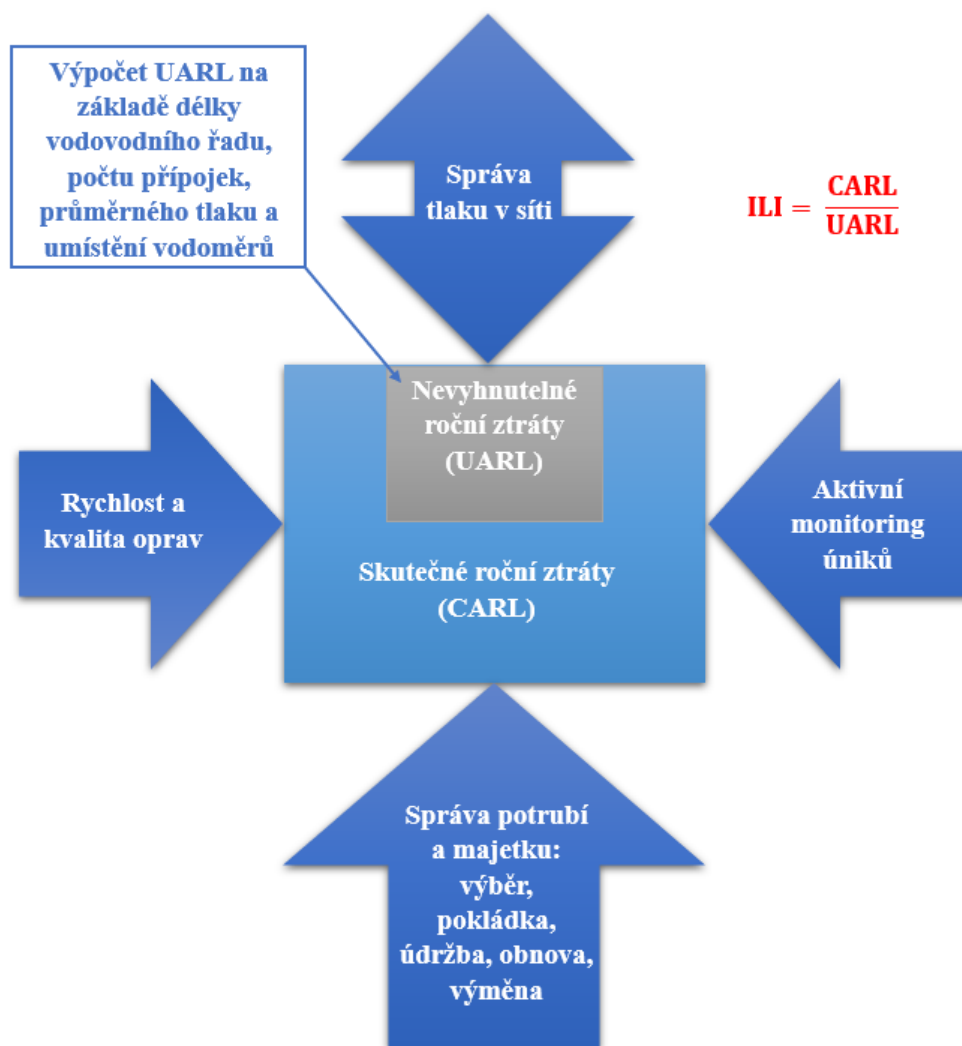 Výpočet UARL na
základě délky
vodovodního řadu,
počtu přípojek,
průměrného tlaku a
umístění vodoměrů
Správa
tlaku v síti
ILI = CARL
UARL
Nevyhnutelné
roční ztráty
(UARL)
Rychlost a
kvalita oprav
Aktivní
monitoring
úniků
Skutečné roční ztráty
(CARL)
Správa potrubí
a majetku:
výběr,
pokládka,
údržba, obnova,
výměna